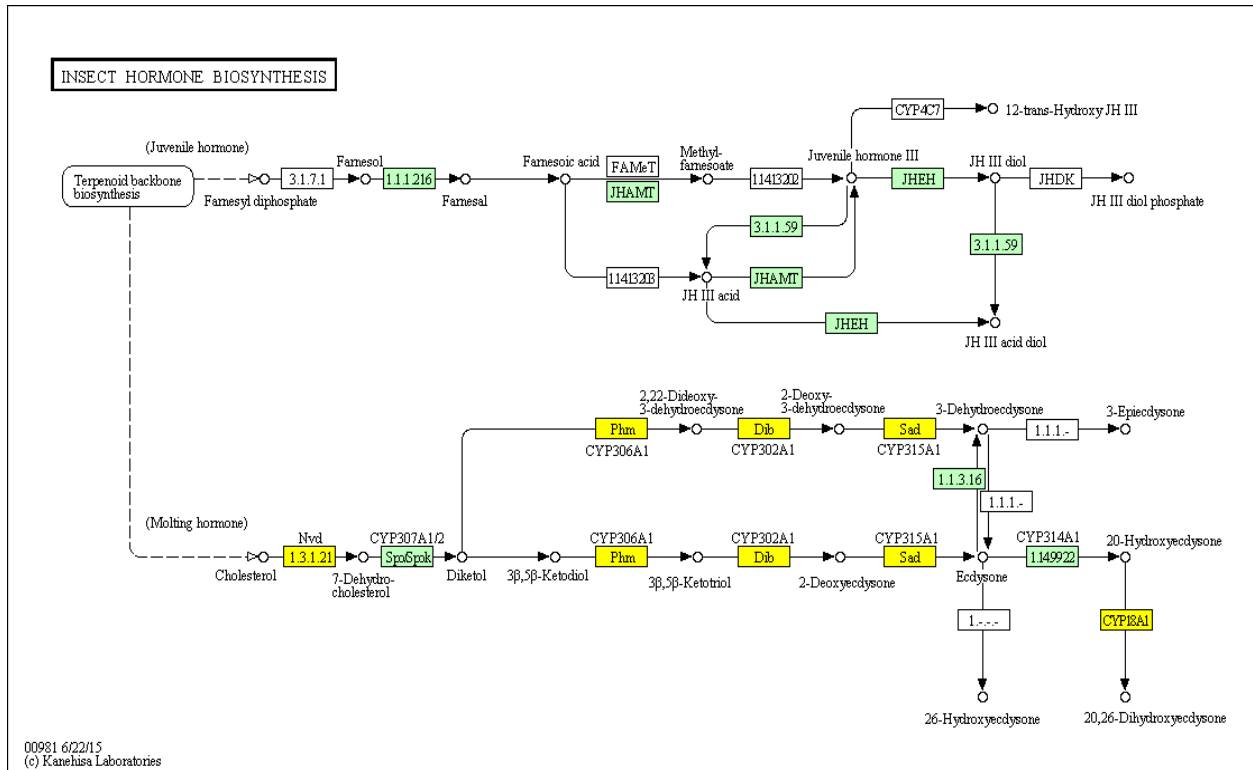 INSECT HORMONE BIOSYNTHESIS
CYP4C7
12-trans-Hydroxy JH III
(Juvenile hormone)
Terpenoid backbone
biosynthesis
Farnesyl diphosphate
3.1.7.1
Farnesol
1.1.1.216
Farnesal
Farnesoic acid
FAMeT
JHAMT
Methyl-
farnesoate
1.14.13.202
Juvenile hormone III
JHEH
JH III diol
JHDK
JH III diol phosphate
3.1.1.59
3.1.1.59
1.14.13.203
JH III acid
JHAMT
JHEH
JH III acid diol
2,22-Dideoxy-
3-dehydroecdysone
2-Deoxy-
3-dehydroecdysone
3-Dehydroecdysone
3-Epiecdysone
Phm
CYP306A1
Dib
CYP302A1
Sad
CYP315A1
1.1.1.-
1.1.3.16
1.1.1.-
(Molting hormone)
Cholesterol
Nvd
1.3.1.21
7-Dehydro-
cholesterol
CYP307A1/2
Spo/Spok
Diketol
3β,5β-Ketodiol
CYP306A1
Phm
3β,5β-Ketotriol
CYP302A1
Dib
2-Deoxyecdysone
CYP315A1
Sad
Ecdysone
CYP314A1
1.14.99.22
20-Hydroxyecdysone
1.-.-.-
CYP18A1
26-Hydroxyecdysone
20,26-Dihydroxyecdysone
00981 6/22/15
(c) Kanehisa Laboratories